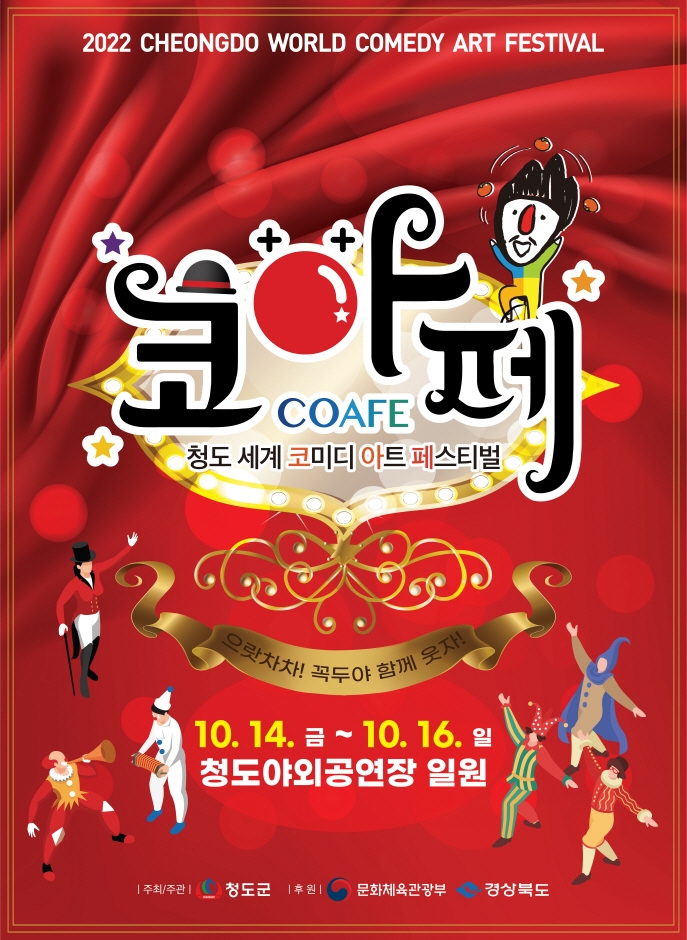 2022 CHEONGDO WORLD COMEDY ART FESTIVAL
코아페
COAFE
청도 세계 코미디 아트 페스티벌
으랏차차! 꼭두야 함께 웃자!
10. 14. 금 ~ 10. 16. 일
청도야외공연장 일원
| 주최/주관 | 청도군 | 후원 | 문화체육관광부 경상북도